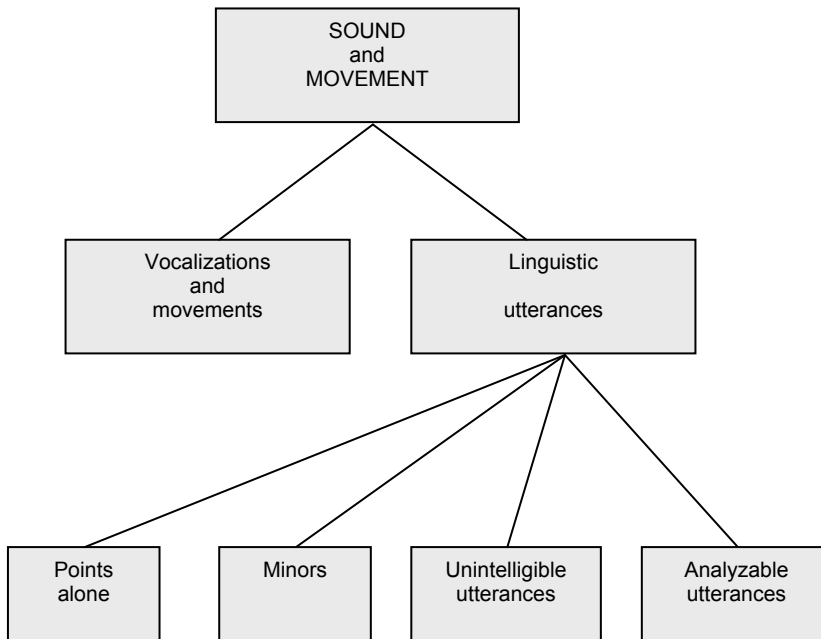 SOUND
and
MOVEMENT
Vocalizations
and
movements
Linguistic
utterances
Points
alone
Minors
Unintelligible
utterances
Analyzable
utterances